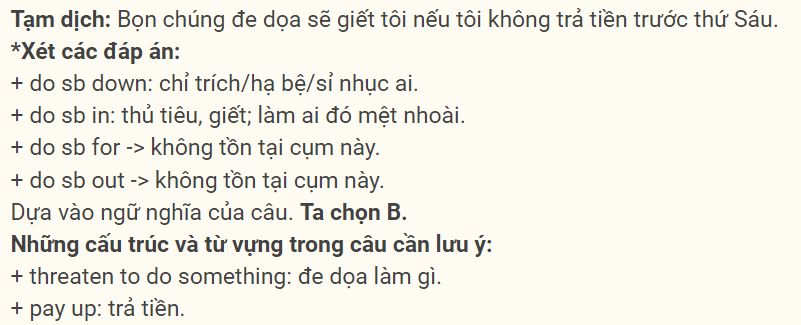 Tạm dịch: Bọn chúng đe dọa sẽ giết tôi nếu tôi không trả tiền trước thứ Sáu.
*Xét các đáp án:
+ do sb down: chỉ trích/hạ bệ/sỉ nhục ai.
+ do sb in: thủ tiêu, giết; làm ai đó mệt nhoài.
+ do sb for -> không tồn tại cụm này.
+ do sb out -> không tồn tại cụm này.
Dựa vào ngữ nghĩa của câu. Ta chọn B.
Những cấu trúc và từ vựng trong câu cần lưu ý:
+ threaten to do something: đe dọa làm gì.
+ pay up: trả tiền.